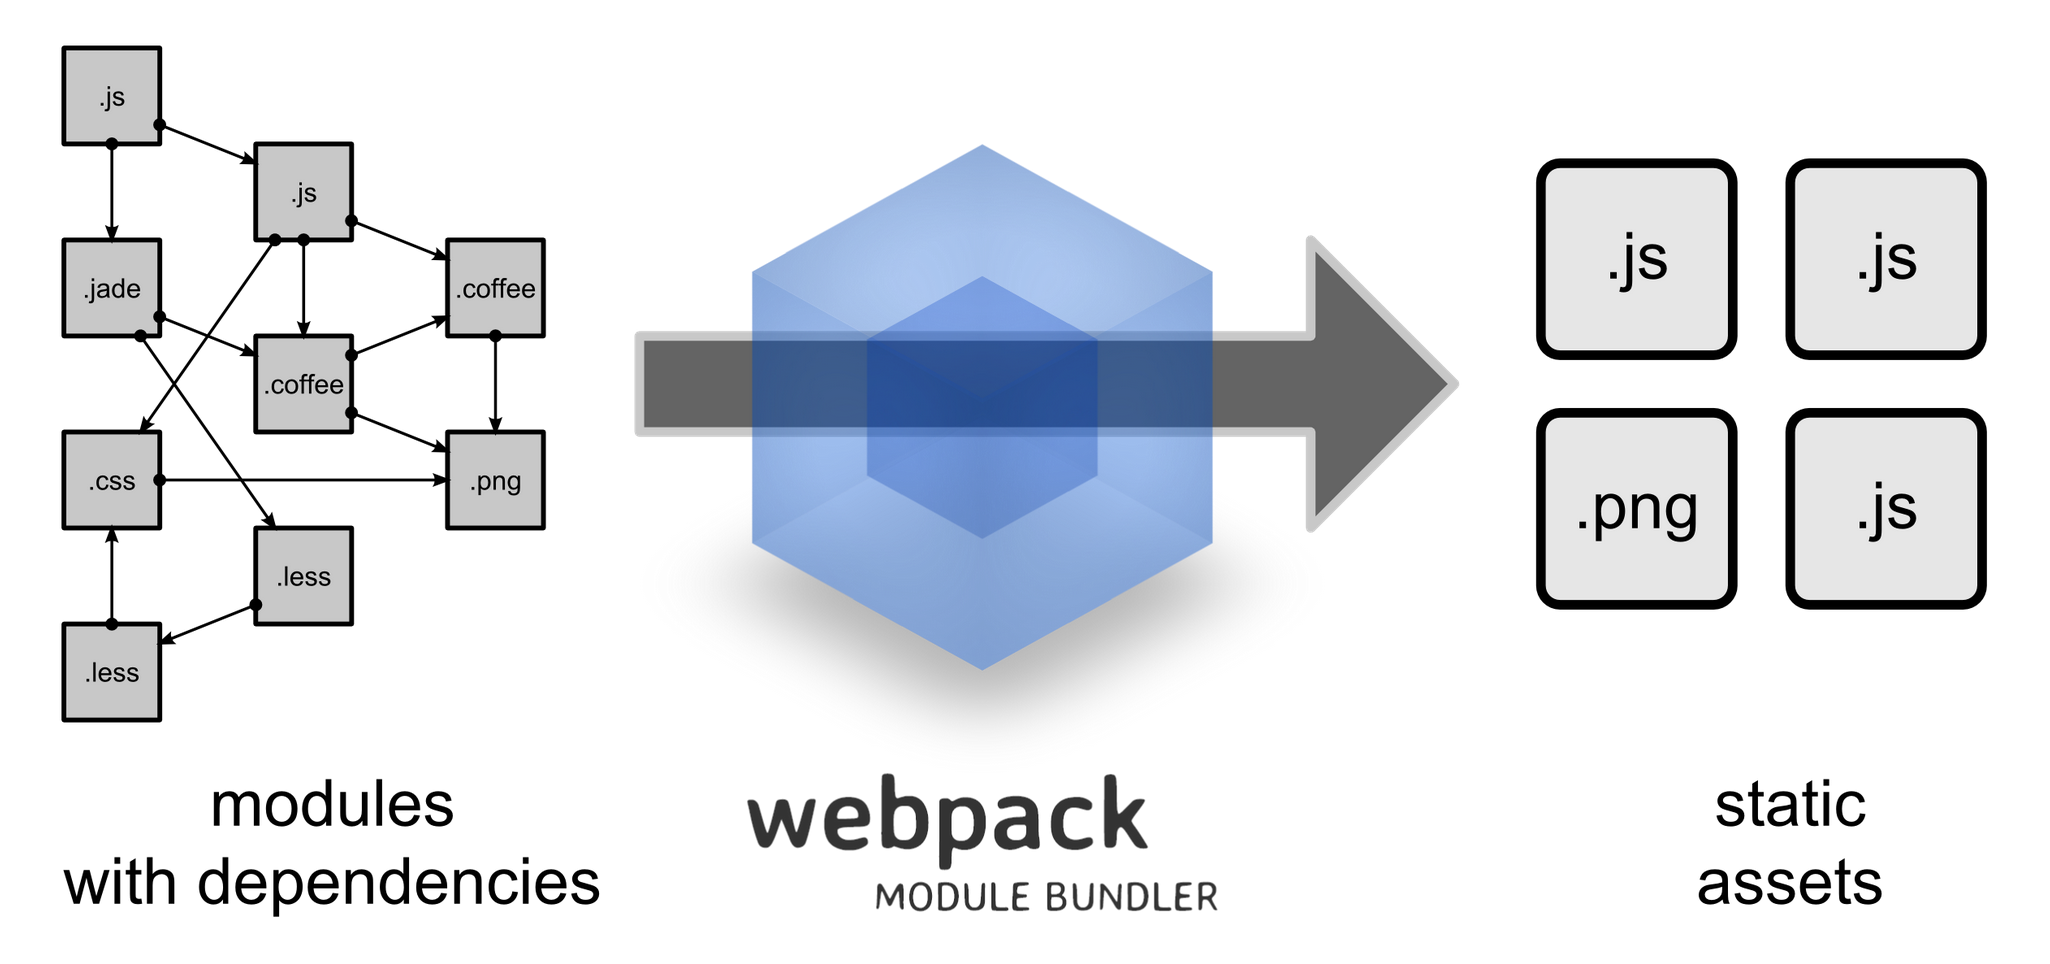 .js
.js
.jade
.coffee
.coffee
.css
.png
.less
.less
modules
with dependencies
webpack
MODULE BUNDLER
.js
.js
.png
.js
static
assets